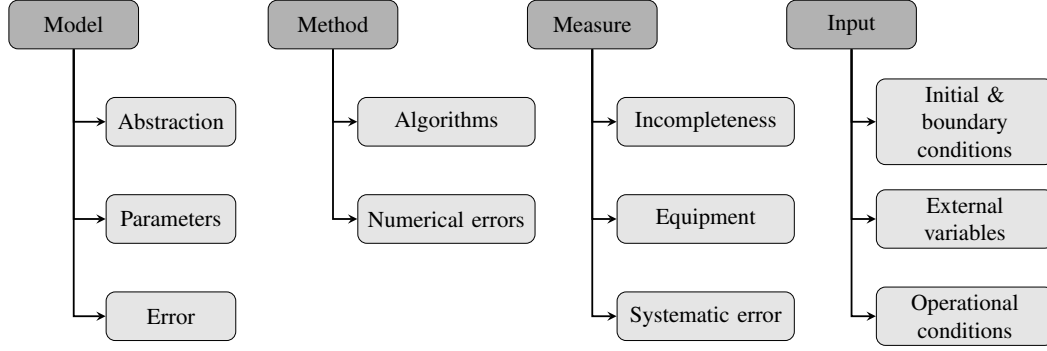 Model
Abstraction
Parameters
Error
Method
Algorithms
Numerical errors
Measure
Incompleteness
Equipment
Systematic error
Input
Initial &
boundary
conditions
External
variables
Operational
conditions